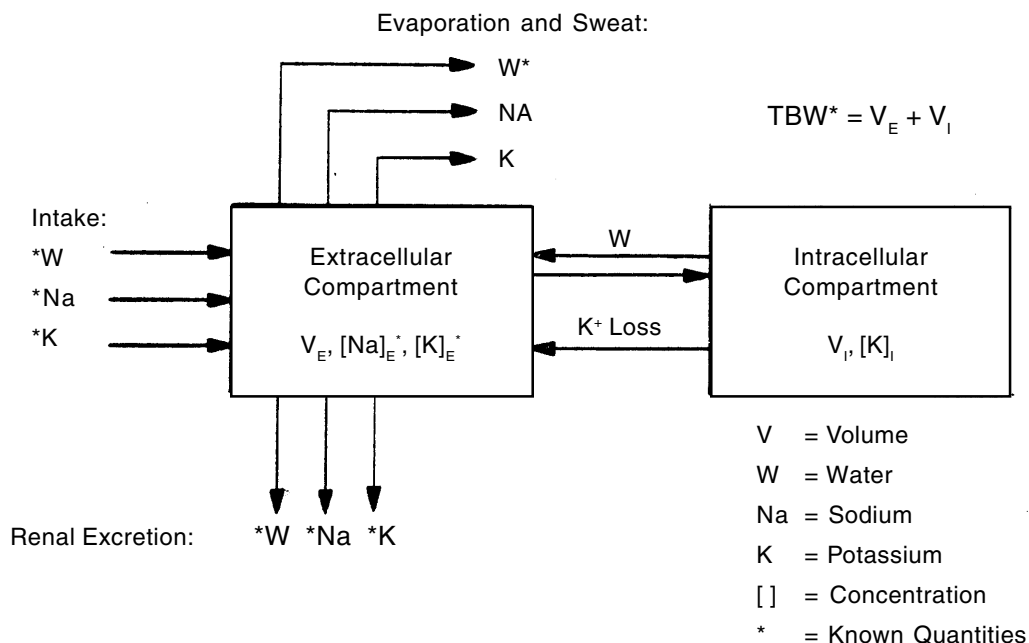 Evaporation and Sweat:
W*
NA
K
TBW* = V_E + V_I
Intake:
*W
*Na
*K
Extracellular
Compartment
V_E, [Na]_E*, [K]_E*
W
K+ Loss
Intracellular
Compartment
V_I, [K]_I
Renal Excretion: *W *Na *K
V = Volume
W = Water
Na = Sodium
K = Potassium
[ ] = Concentration
* = Known Quantities